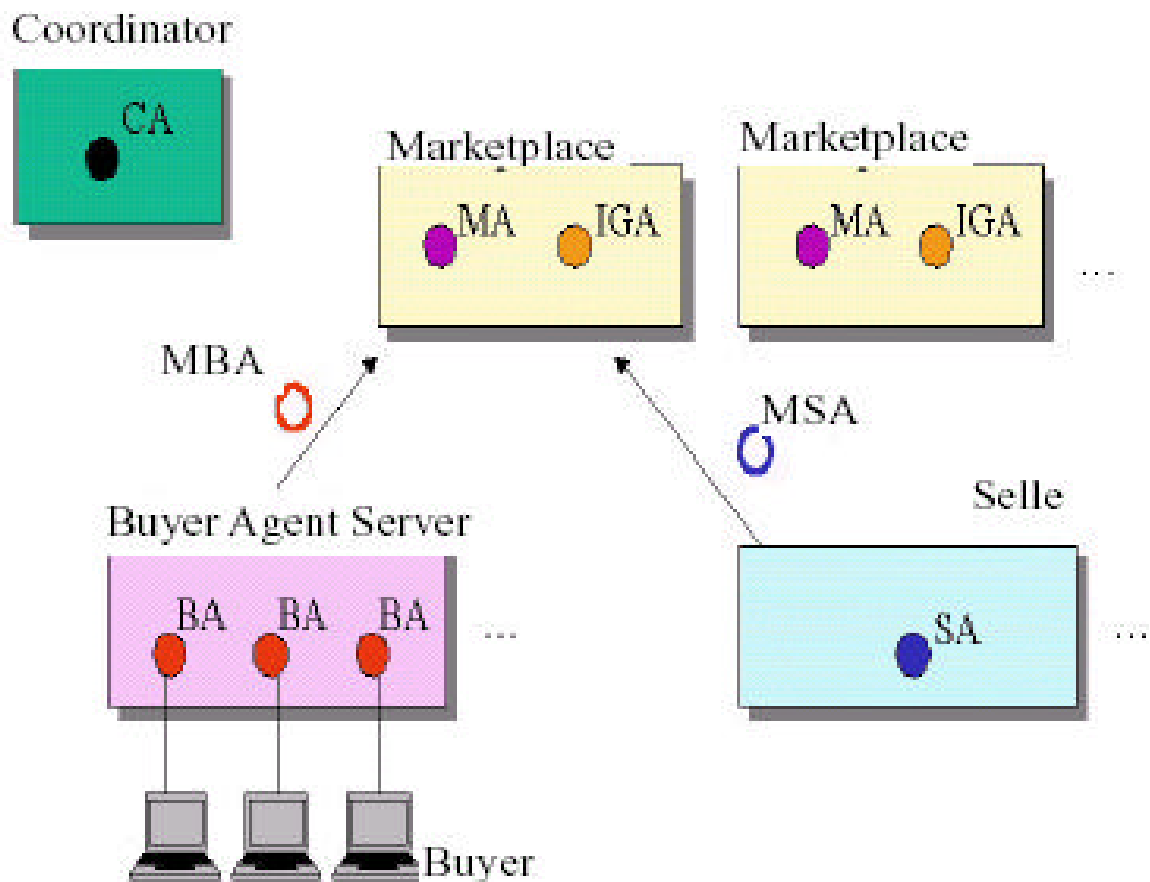 Coordinator
CA
Marketplace
Marketplace
MA
IGA
MA
IGA
...
MBA
MSA
Selle
Buyer Agent Server
BA
BA
BA
...
SA
...
Buyer